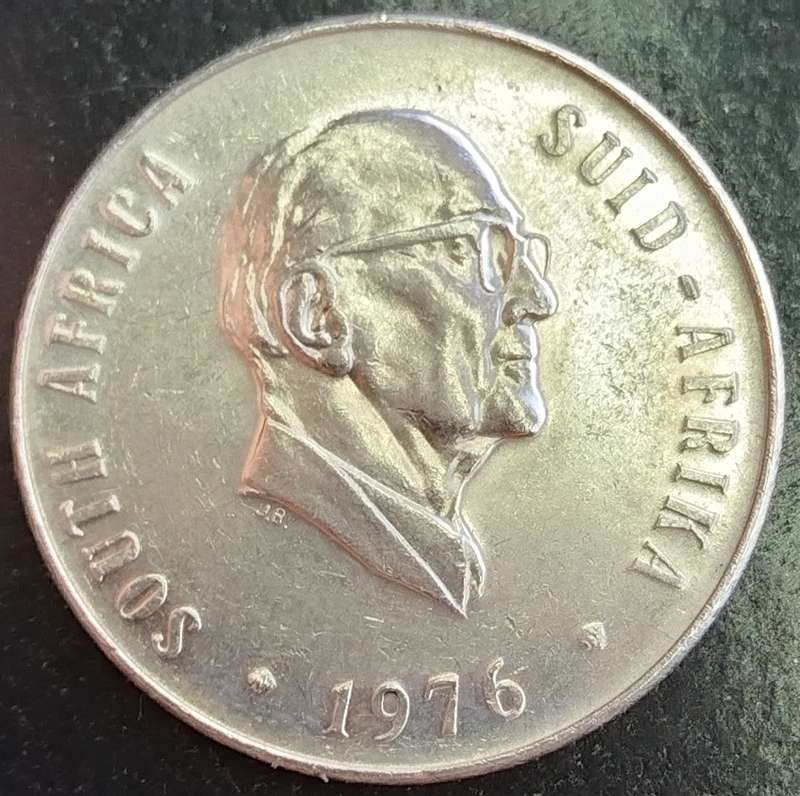 SOUTH AFRICA
SUID-AFRIKA
J.R.
1976